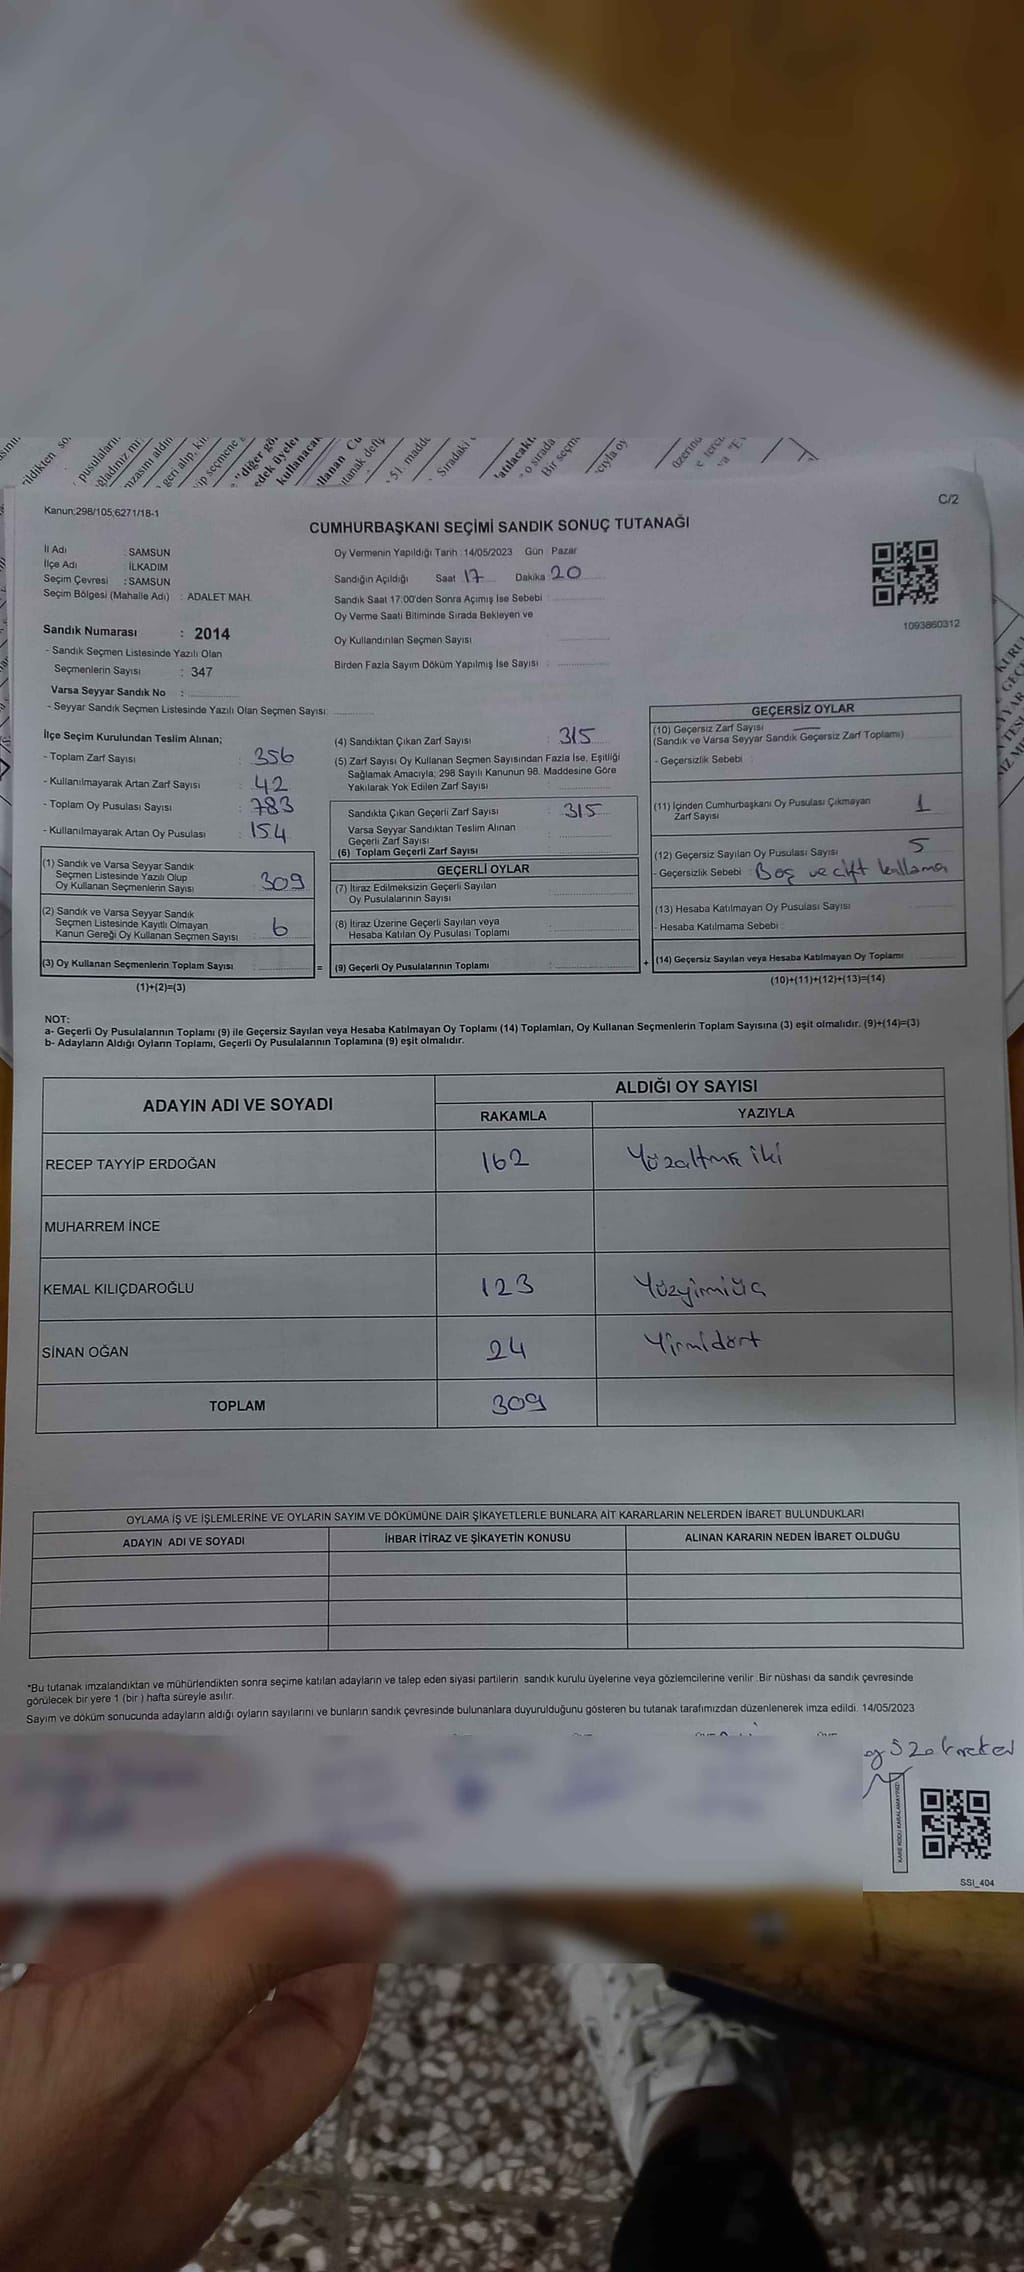 Kanun;298/105,6271/18-1
C/2
CUMHURBAŞKANI SEÇİMİ SANDIK SONUÇ TUTANAĞI
İl Adı : SAMSUN
İlçe Adı : İLKADIM
Seçim Çevresi : SAMSUN
Seçim Bölgesi (Mahalle Adı) : ADALET MAH.
Sandık Numarası : 2014
- Sandık Seçmen Listesinde Yazılı Olan
Seçmenlerin Sayısı : 347
Varsa Seyyar Sandık No :
- Seyyar Sandık Seçmen Listesinde Yazılı Olan Seçmen Sayısı:
Oy Vermenin Yapıldığı Tarih :14/05/2023 Gün : Pazar
Sandığın Açıldığı Saat 17 Dakika : 20
Sandık Saat 17:00'den Sonra Açımış İse Sebebi :
Oy Verme Saati Bitiminde Sırada Bekleyen ve
Oy Kullandırılan Seçmen Sayısı
Birden Fazla Sayım Döküm Yapılmış İse Sayısı :
1093860312
İlçe Seçim Kurulundan Teslim Alınan;
- Toplam Zarf Sayısı : 356
- Kullanılmayarak Artan Zarf Sayısı : 42
- Toplam Oy Pusulası Sayısı : 783
- Kullanılmayarak Artan Oy Pusulası : 154
(1) Sandık ve Varsa Seyyar Sandık
Seçmen Listesinde Yazılı Olup
Oy Kullanan Seçmenlerin Sayısı : 309
(2) Sandık ve Varsa Seyyar Sandık
Seçmen Listesinde Kayıtlı Olmayan
Kanun Gereği Oy Kullanan Seçmen Sayısı : 6
(3) Oy Kullanan Seçmenlerin Toplam Sayısı :
(1)+(2)=(3)
(4) Sandıktan Çıkan Zarf Sayısı : 315
(5) Zarf Sayısı Oy Kullanan Seçmen Sayısından Fazla İse, Eşitliği
Sağlamak Amacıyla; 298 Sayılı Kanunun 98. Maddesine Göre
Yakılarak Yok Edilen Zarf Sayısı :
Sandıkta Çıkan Geçerli Zarf Sayısı : 315
Varsa Seyyar Sandıktan Teslim Alınan
Geçerli Zarf Sayısı :
(6) Toplam Geçerli Zarf Sayısı :
GEÇERLİ OYLAR
(7) İtiraz Edilmeksizin Geçerli Sayılan
Oy Pusulalarının Sayısı :
(8) İtiraz Üzerine Geçerli Sayılan veya
Hesaba Katılan Oy Pusulası Toplamı :
= (9) Geçerli Oy Pusulalarının Toplamı :
GEÇERSİZ OYLAR
(10) Geçersiz Zarf Sayısı
(Sandık ve Varsa Seyyar Sandık Geçersiz Zarf Toplamı)
- Geçersizlik Sebebi :
(11) İçinden Cumhurbaşkanı Oy Pusulası Çıkmayan
Zarf Sayısı 1
(12) Geçersiz Sayılan Oy Pusulası Sayısı 5
- Geçersizlik Sebebi : Boş ve çift kullama
(13) Hesaba Katılmayan Oy Pusulası Sayısı
- Hesaba Katılmama Sebebi :
+ (14) Geçersiz Sayılan veya Hesaba Katılmayan Oy Toplamı
(10)+(11)+(12)+(13)=(14)
NOT:
a- Geçerli Oy Pusulalarının Toplamı (9) ile Geçersiz Sayılan veya Hesaba Katılmayan Oy Toplamı (14) Toplamları, Oy Kullanan Seçmenlerin Toplam Sayısına (3) eşit olmalıdır. (9)+(14)=(3)
b- Adayların Aldığı Oyların Toplamı, Geçerli Oy Pusulalarının Toplamına (9) eşit olmalıdır.
ADAYIN ADI VE SOYADI
ALDIĞI OY SAYISI
RAKAMLA YAZIYLA
RECEP TAYYİP ERDOĞAN 162 Yüzaltmış iki
MUHARREM İNCE
KEMAL KILIÇDAROĞLU 123 Yüzyirmiüç
SİNAN OĞAN 24 Yirmidört
TOPLAM 309
OYLAMA İŞ VE İŞLEMLERİNE VE OYLARIN SAYIM VE DÖKÜMÜNE DAİR ŞİKAYETLERLE BUNLARA AİT KARARLARIN NELERDEN İBARET BULUNDUKLARI
ADAYIN ADI VE SOYADI İHBAR İTİRAZ VE ŞİKAYETİN KONUSU ALINAN KARARIN NEDEN İBARET OLDUĞU
*Bu tutanak imzalandıktan ve mühürlendikten sonra seçime katılan adayların ve talep eden siyasi partilerin sandık kurulu üyelerine veya gözlemcilerine verilir .Bir nüshası da sandık çevresinde
görülecek bir yere 1 (bir ) hafta süreyle asılır.
Sayım ve döküm sonucunda adayların aldığı oyların sayılarını ve bunların sandık çevresinde bulunanlara duyurulduğunu gösteren bu tutanak tarafımızdan düzenlenerek imza edildi. 14/05/2023
KARE KODU KARALAMAYINIZ!
SSI_404